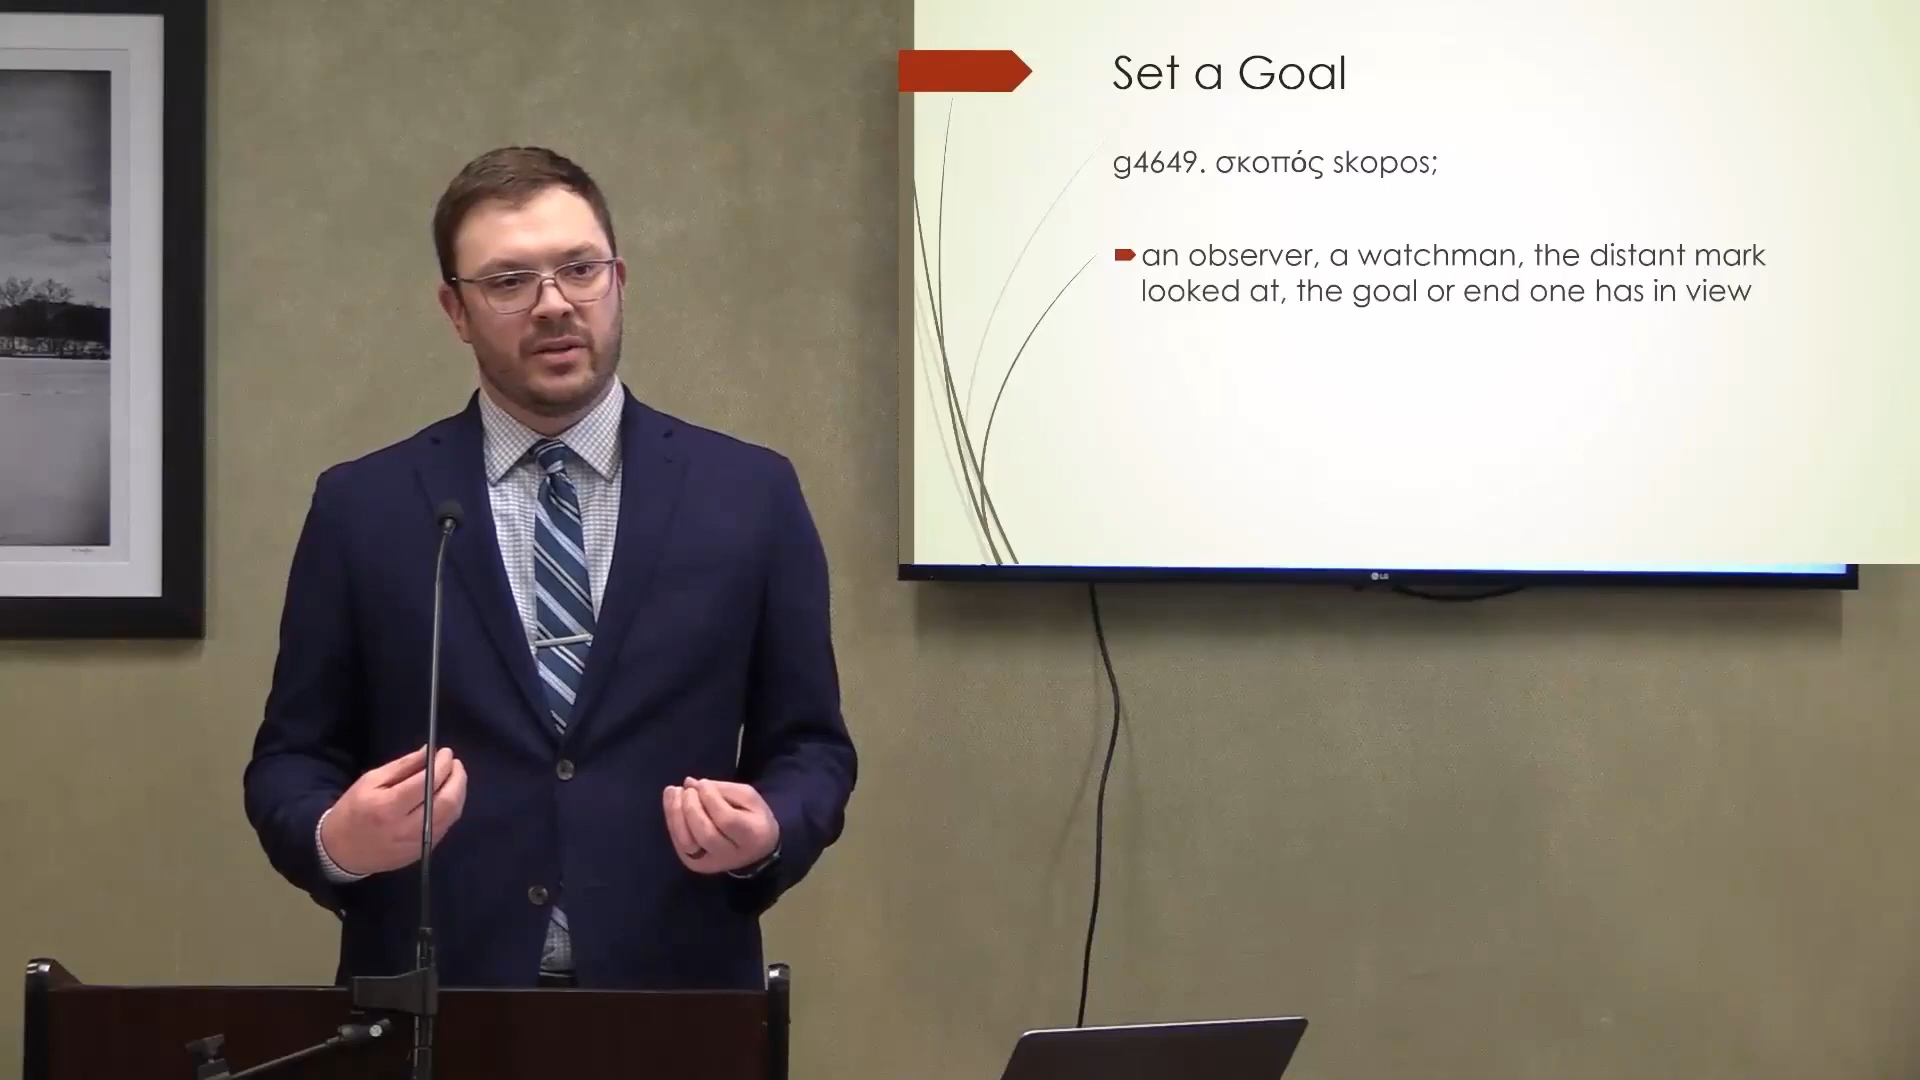 Set a Goal
g4649. σκοπός skopos;
an observer, a watchman, the distant mark
looked at, the goal or end one has in view
LG